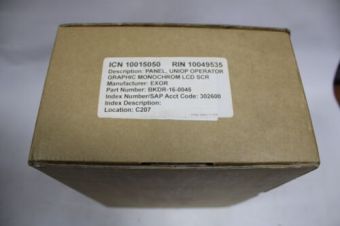 ICN 10015050 RIN 10049535
Description: PANEL, UNIOP OPERATOR
GRAPHIC MONOCHROM LCD SCR
Manufacturer: EXOR
Part Number: BKDR-16-0045
Index Number/SAP Acct Code: 302600
Index Description:
Location: C207